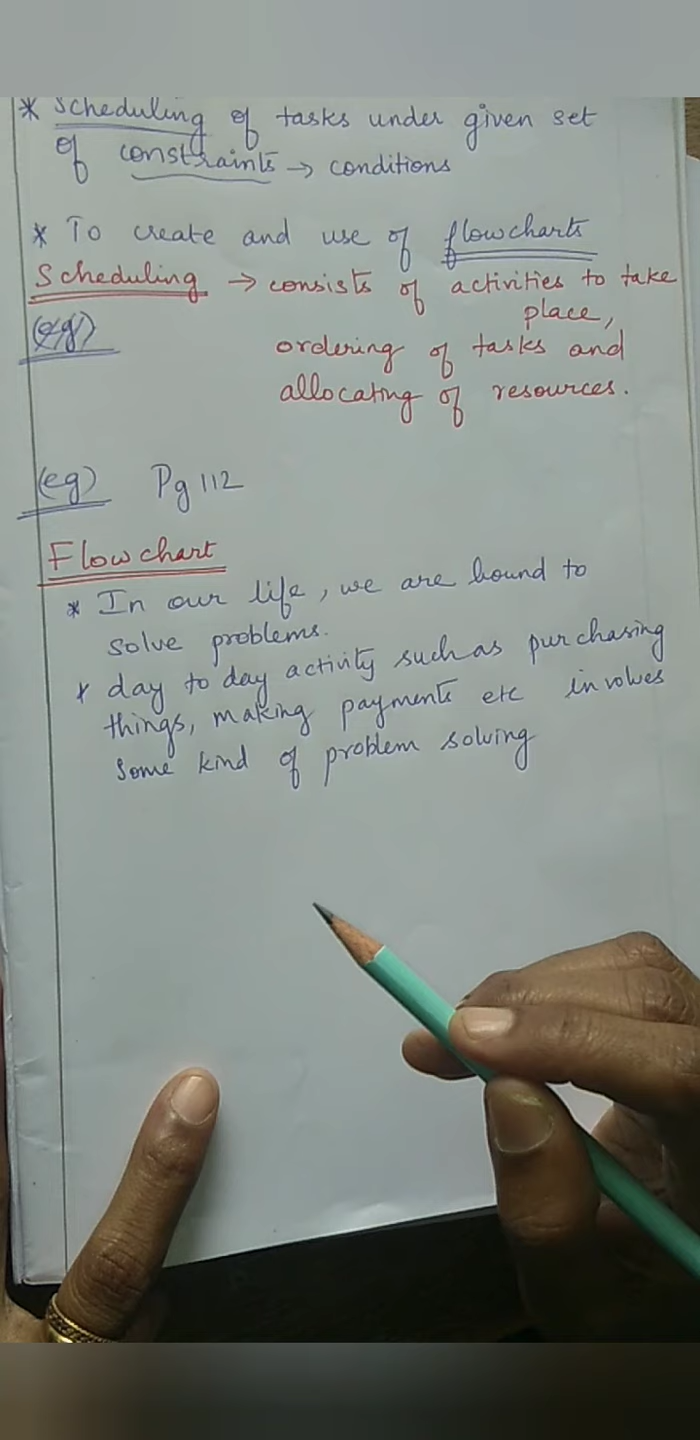 * Scheduling of tasks under given set
of constraints → conditions
* To create and use of flowcharts
Scheduling → consists of activities to take
place,
(eg)
ordering of tasks and
allocating of resources.
(eg) Pg 112
Flow chart
* In our life, we are bound to
solve problems.
* day to day activity such as purchasing
things, making payments etc involves
some kind of problem solving